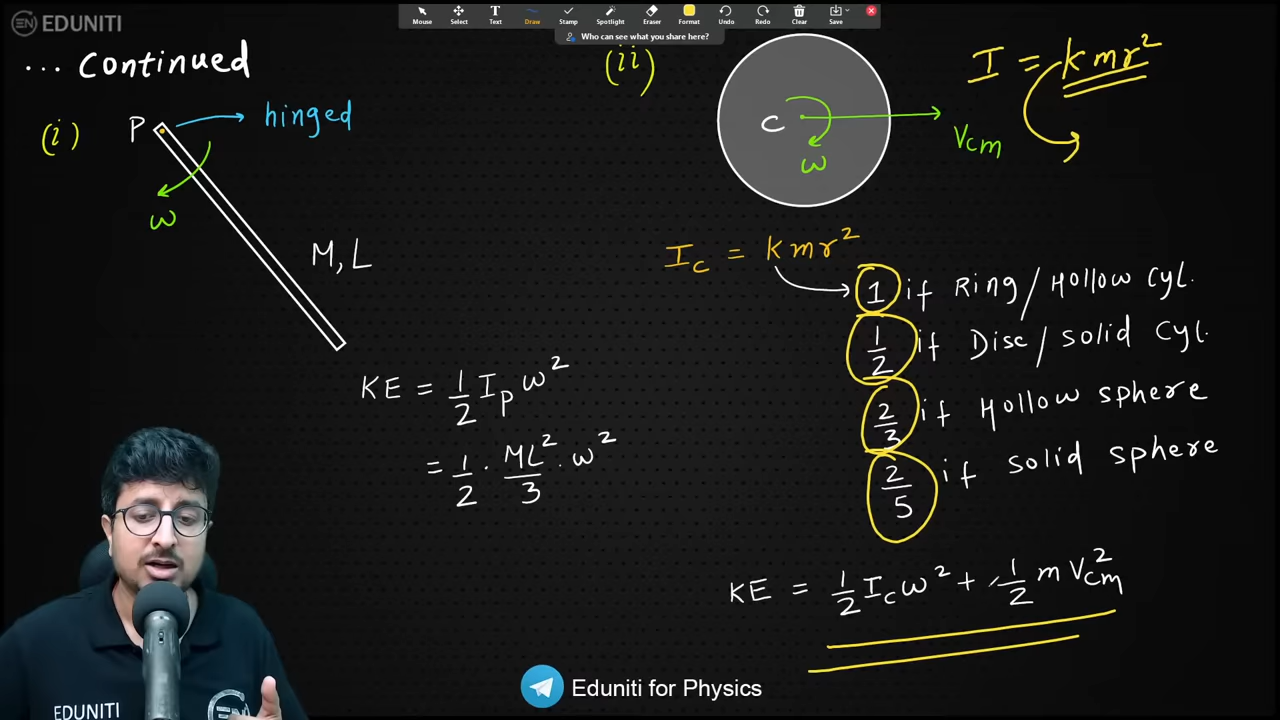 EDUNITI
Mouse Select Text Draw Stamp Spotlight Eraser Format Undo Redo Clear Save
Who can see what you share here?
... continued
(i)
P
hinged
ω
M, L
KE = 1/2 I_P ω²
= 1/2 · ML²/3 · ω²
(ii)
C
ω
Vcm
I = kmr²
I_C = kmr²
1 if Ring/Hollow Cyl.
1/2 if Disc/solid Cyl.
2/3 if Hollow sphere
2/5 if solid sphere
KE = 1/2 I_C ω² + 1/2 m V²cm
EDUNITI
Eduniti for Physics